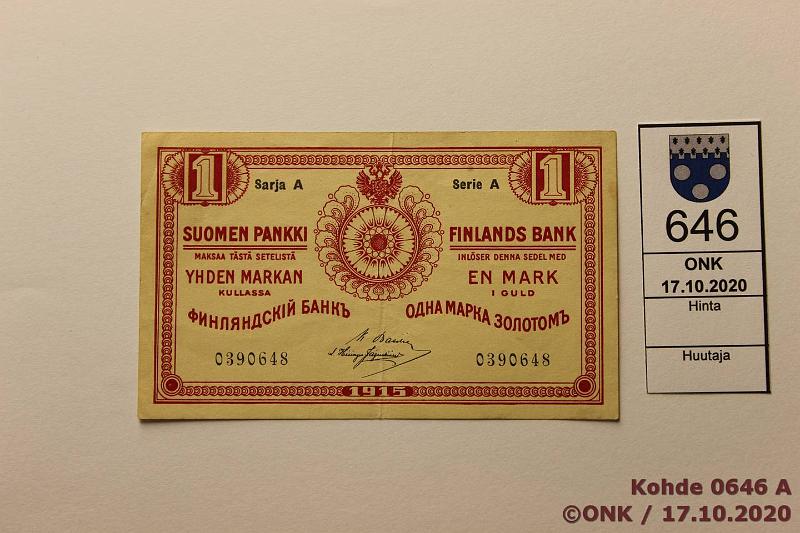 1
1
Sarja A
Serie A
SUOMEN PANKKI
MAKSAA TÄSTÄ SETELISTÄ
YHDEN MARKAN
KULLASSA
FINLANDS BANK
INLÖSER DENNA SEDEL MED
EN MARK
I GULD
ФИНЛЯНДСКІЙ БАНКЪ
ОДНА МАРКА ЗОЛОТОМЪ
0390648
0390648
1915
646
ONK
17.10.2020
Hinta
Huutaja
Kohde 0646 A
©ONK / 17.10.2020